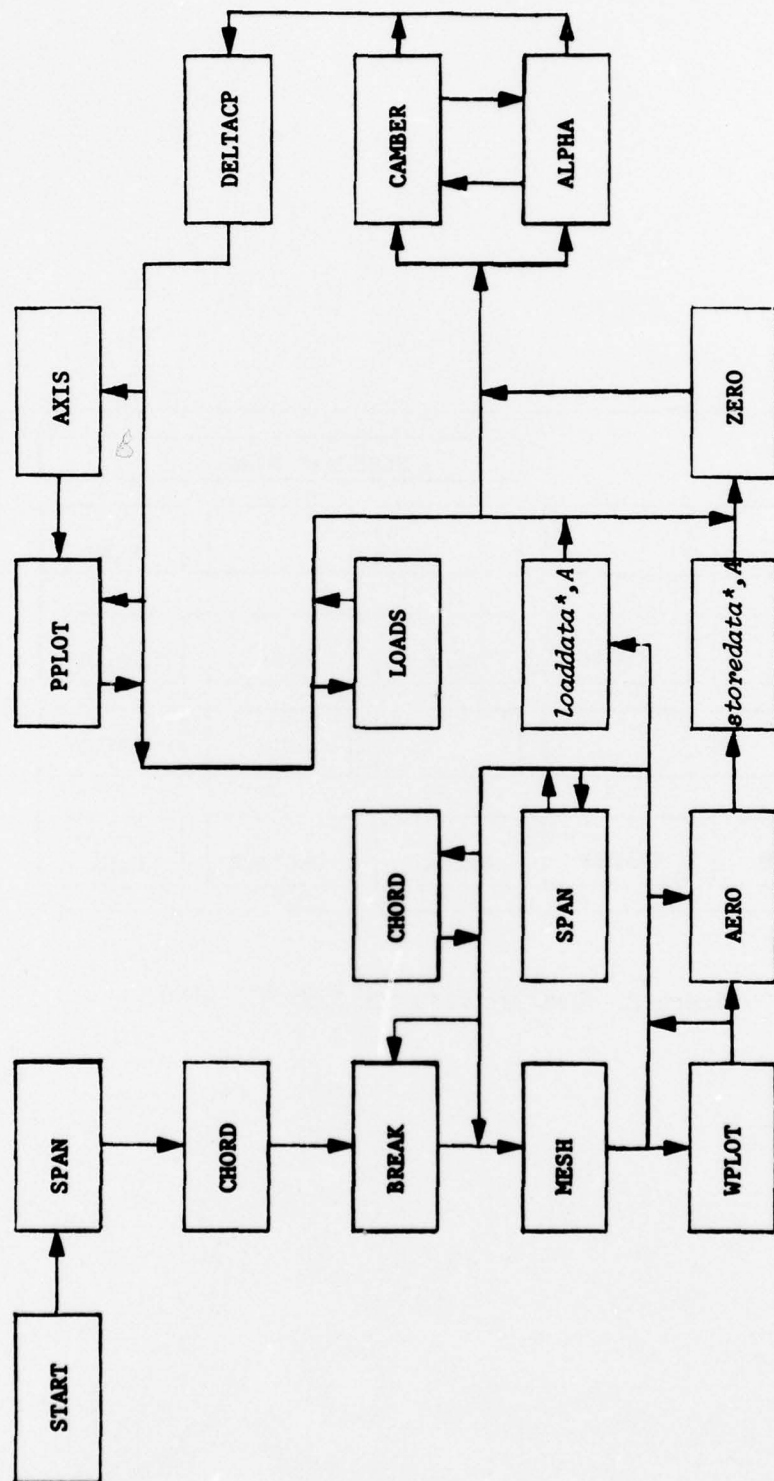 START
SPAN
CHORD
BREAK
MESH
WPLOT
CHORD
SPAN
AERO
PPLOT
LOADS
loaddata*,A
storedata*,A
AXIS
ZERO
DELTACP
CAMBER
ALPHA